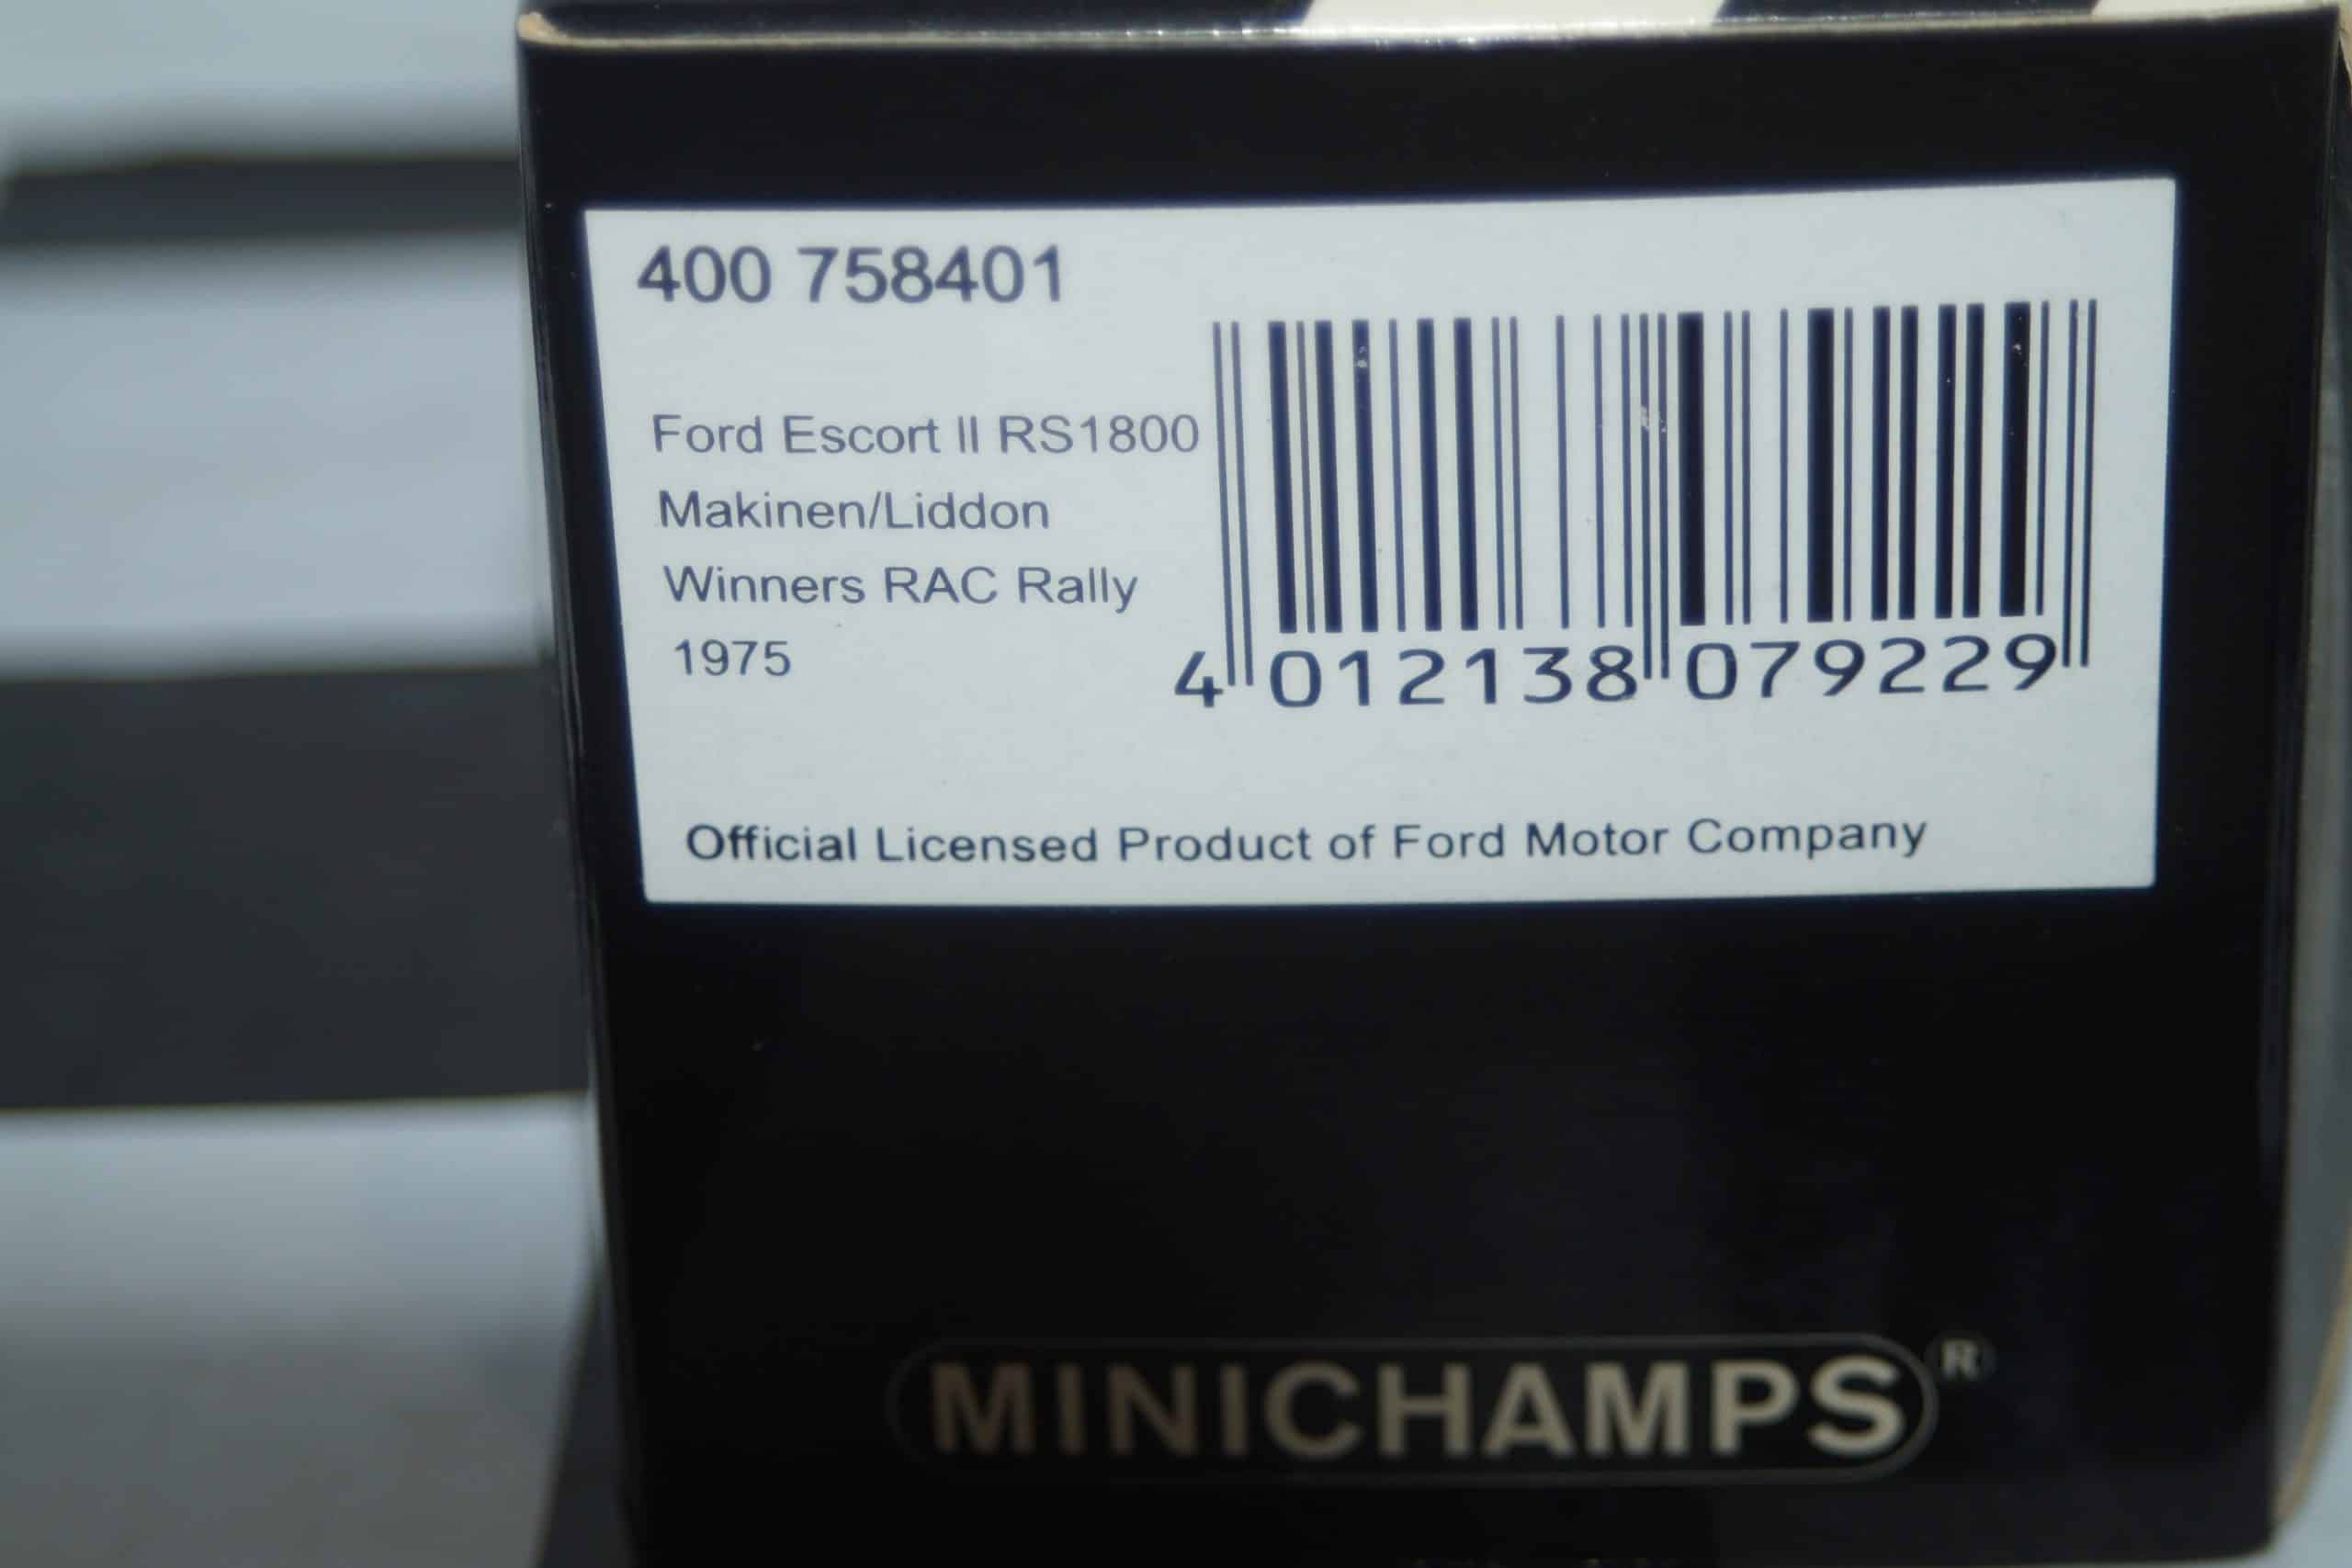 400 758401
Ford Escort II RS1800
Makinen/Liddon
Winners RAC Rally
1975
4 012138 079229
Official Licensed Product of Ford Motor Company
MINICHAMPS®